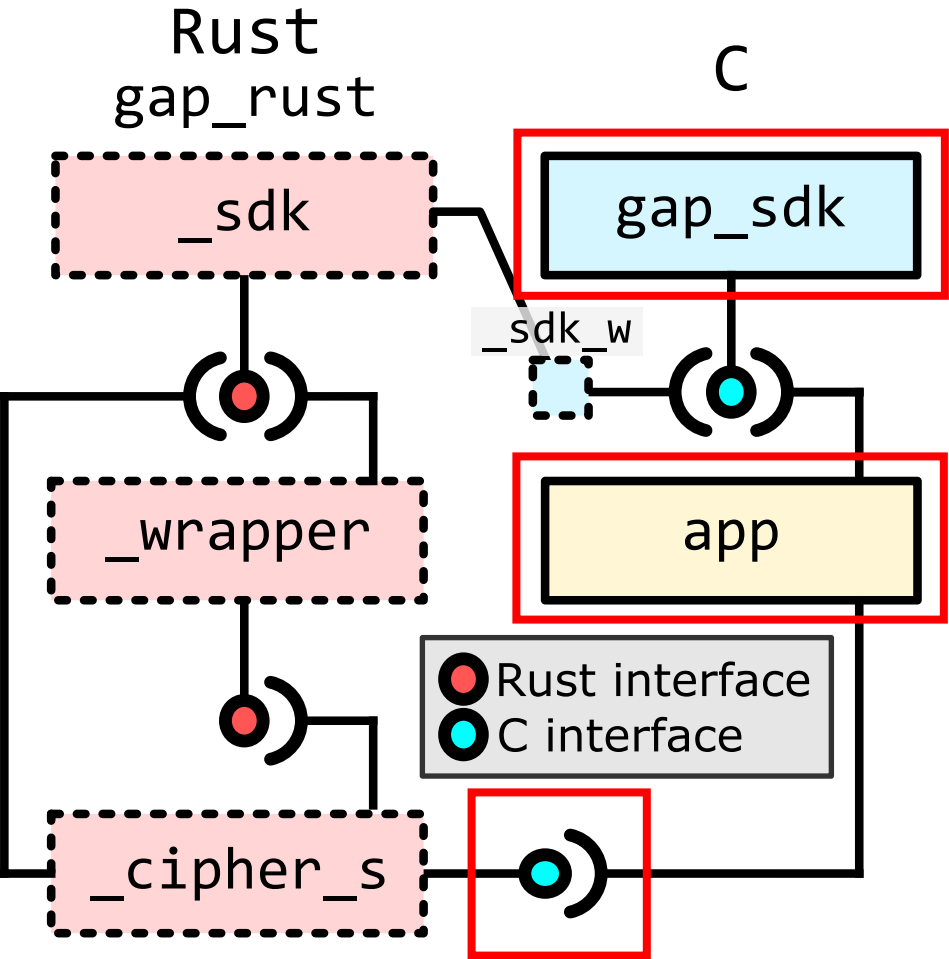 Rust
gap_rust
C
_sdk
gap_sdk
_sdk_w
_wrapper
app
Rust interface
C interface
_cipher_s